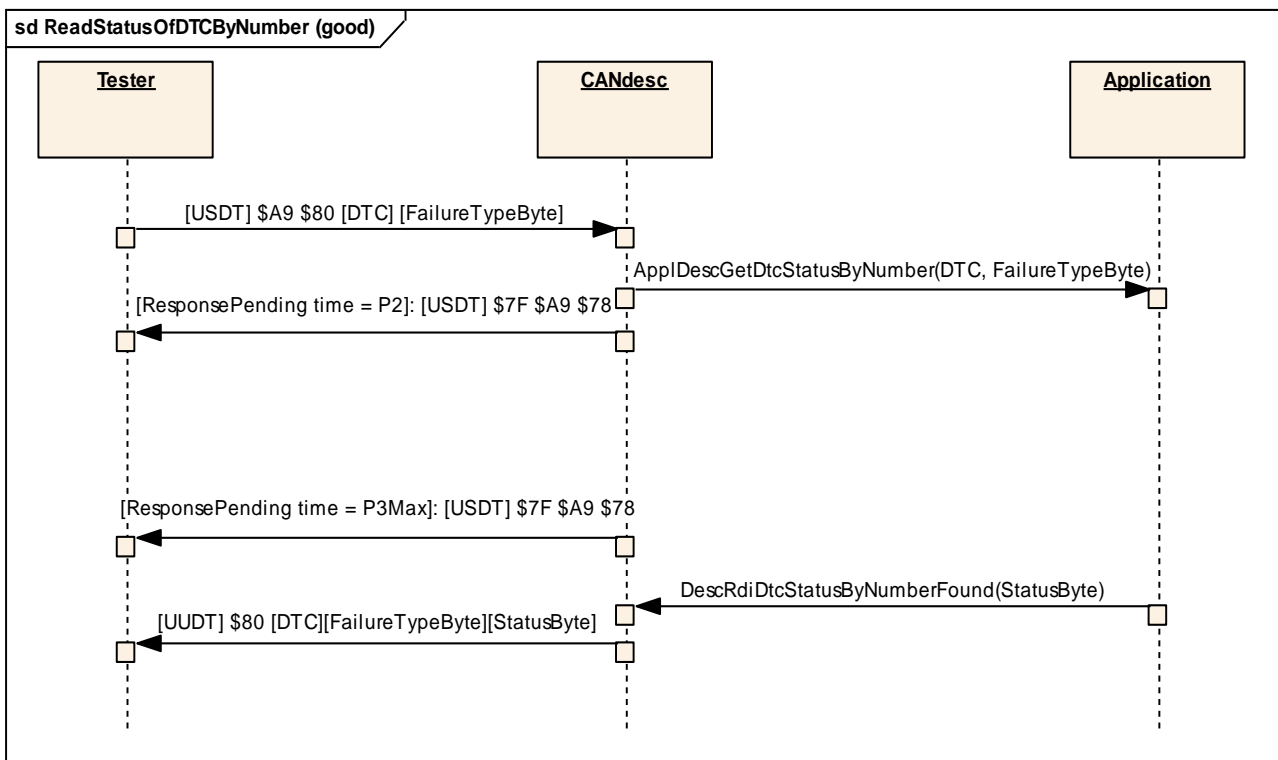 sd ReadStatusOfDTCByNumber (good)
Tester
CANdesc
Application
[USDT] $A9 $80 [DTC] [FailureTypeByte]
ApplDescGetDtcStatusByNumber(DTC, FailureTypeByte)
[ResponsePending time = P2]: [USDT] $7F $A9 $78
[ResponsePending time = P3Max]: [USDT] $7F $A9 $78
DescRdiDtcStatusByNumberFound(StatusByte)
[UUDT] $80 [DTC][FailureTypeByte][StatusByte]